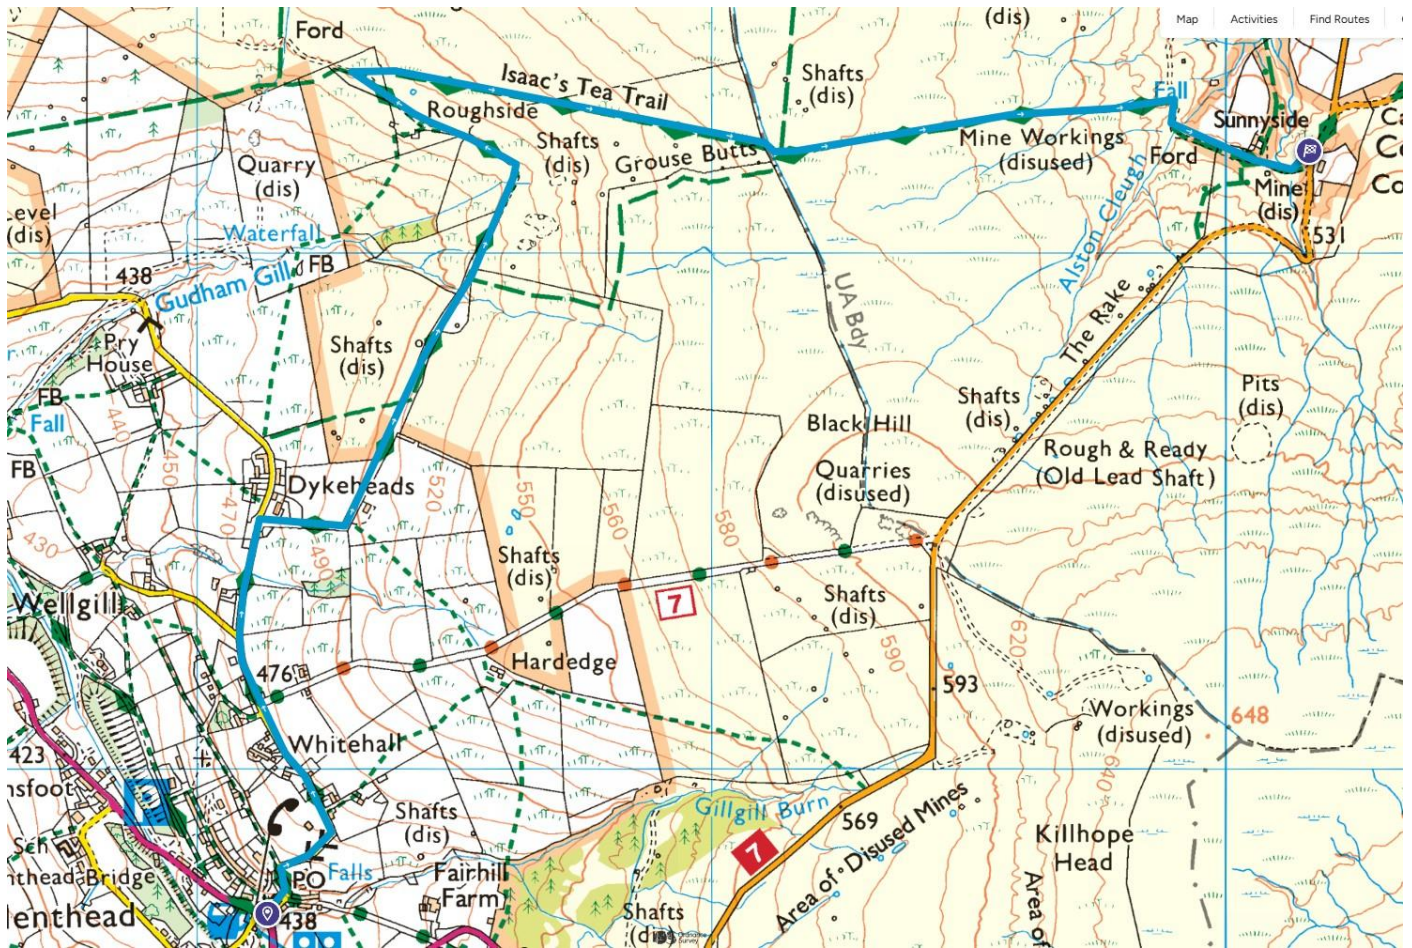 Map
Activities
Find Routes
(dis)
Ford
Isaac's Tea Trail
Shafts
(dis)
Fall
Roughside
Sunnyside
Quarry
(dis)
Shafts
(dis)
Grouse Butts
Mine Workings
(disused)
Ford
Mine
(dis)
Level
(dis)
Waterfall
FB
438
Gudham Gill
531
Alston Cleugh
UA Bdy
The Rake
Pry
House
Shafts
(dis)
FB
Fall
440
450
FB
Shafts
(dis)
Pits
(dis)
Black Hill
Rough & Ready
(Old Lead Shaft)
Quarries
(disused)
Dykeheads
520
550
560
580
470
430
490
Shafts
(dis)
Wellgill
7
Shafts
(dis)
620
590
Hardedge
476
593
Workings
(disused)
648
Whitehall
423
nsfoot
640
Gillgill Burn
569
Shafts
(dis)
Area of Disused Mines
Killhope
Head
Sch
7
nthead Bridge
PO
Falls
Fairhill
Farm
enthead
438
Shafts
Area of